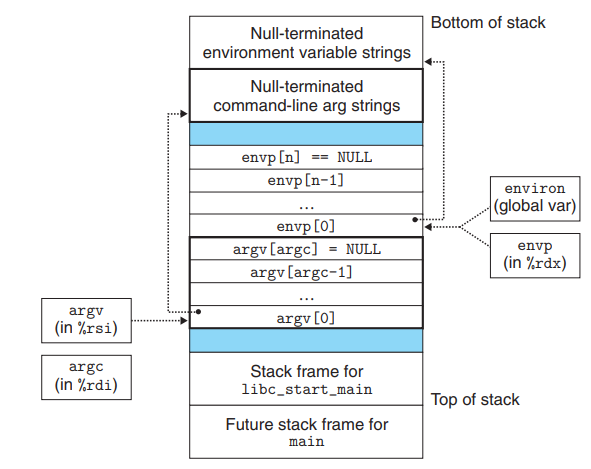 Bottom of stack
Null-terminated
environment variable strings
Null-terminated
command-line arg strings
envp[n] == NULL
envp[n-1]
...
envp[0]
environ
(global var)
envp
(in %rdx)
argv[argc] = NULL
argv[argc-1]
...
argv[0]
argv
(in %rsi)
argc
(in %rdi)
Stack frame for
libc_start_main
Top of stack
Future stack frame for
main